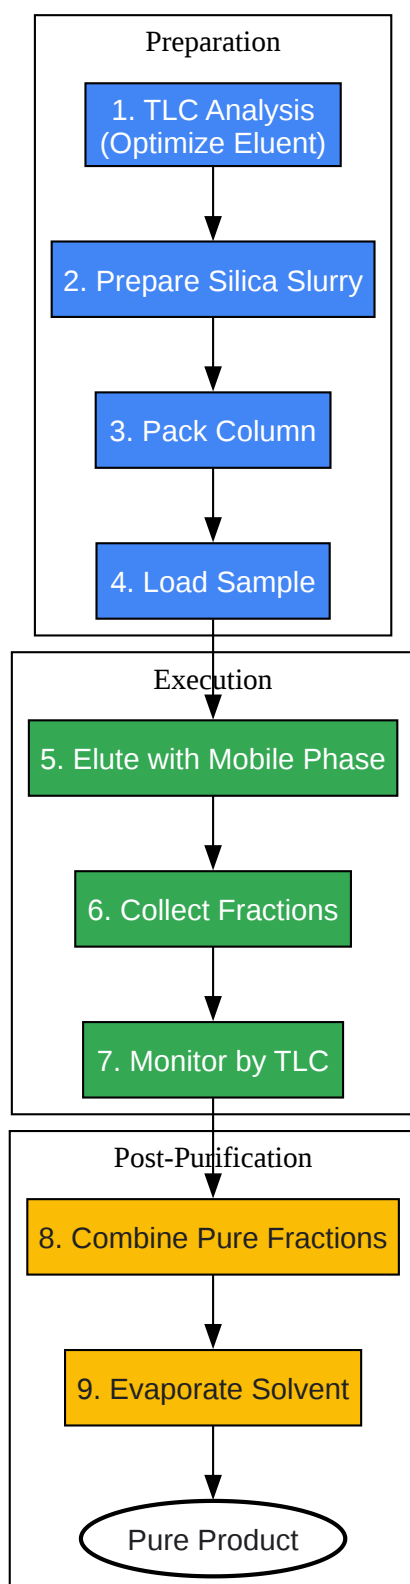 Preparation
1. TLC Analysis
(Optimize Eluent)
2. Prepare Silica Slurry
3. Pack Column
4. Load Sample
Execution
5. Elute with Mobile Phase
6. Collect Fractions
7. Monitor by TLC
Post-Purification
8. Combine Pure Fractions
9. Evaporate Solvent
Pure Product